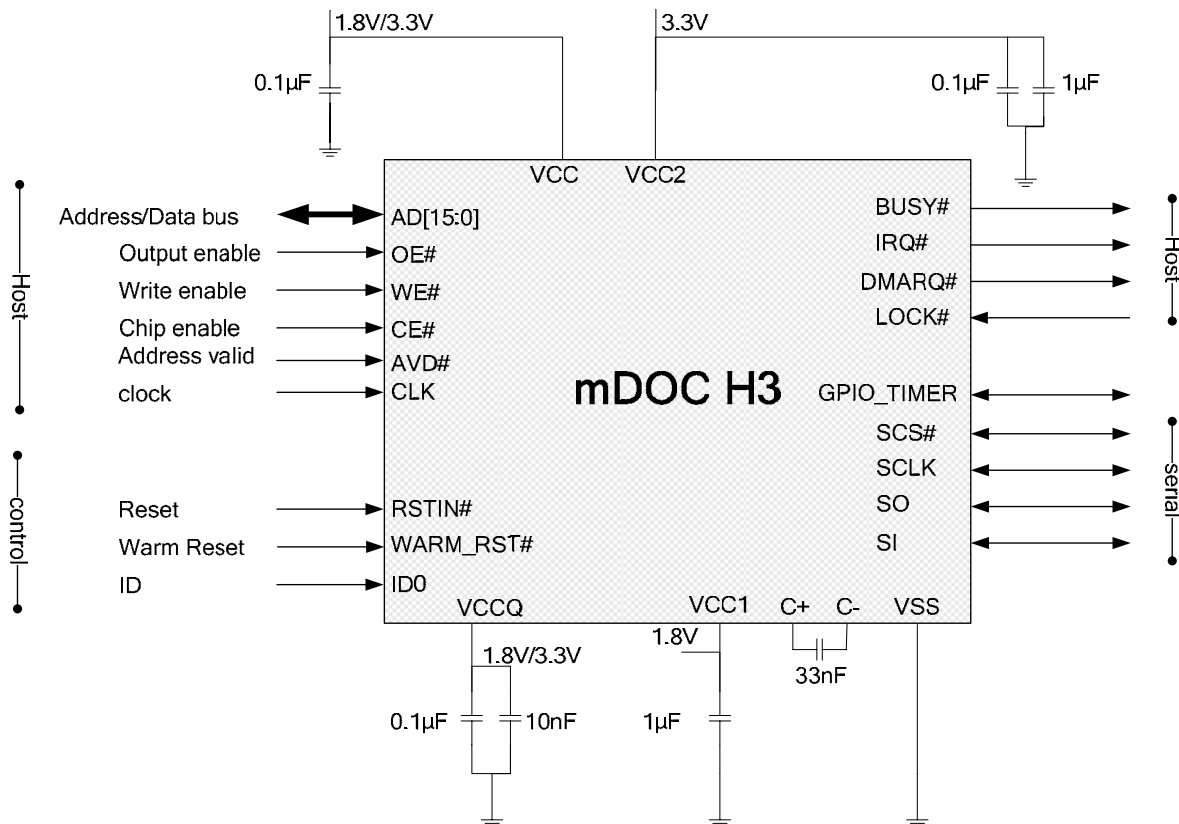 1.8V/3.3V
3.3V
0.1µF
0.1µF
1µF
VCC
VCC2
Host
Address/Data bus
AD[15:0]
Output enable
OE#
Write enable
WE#
Chip enable
CE#
Address valid
AVD#
clock
CLK
mDOC H3
BUSY#
IRQ#
DMARQ#
LOCK#
Host
GPIO_TIMER
SCS#
SCLK
SO
SI
serial
control
Reset
RSTIN#
Warm Reset
WARM_RST#
ID
ID0
VCCQ
VCC1
C+
C-
VSS
1.8V/3.3V
1.8V
33nF
0.1µF
10nF
1µF